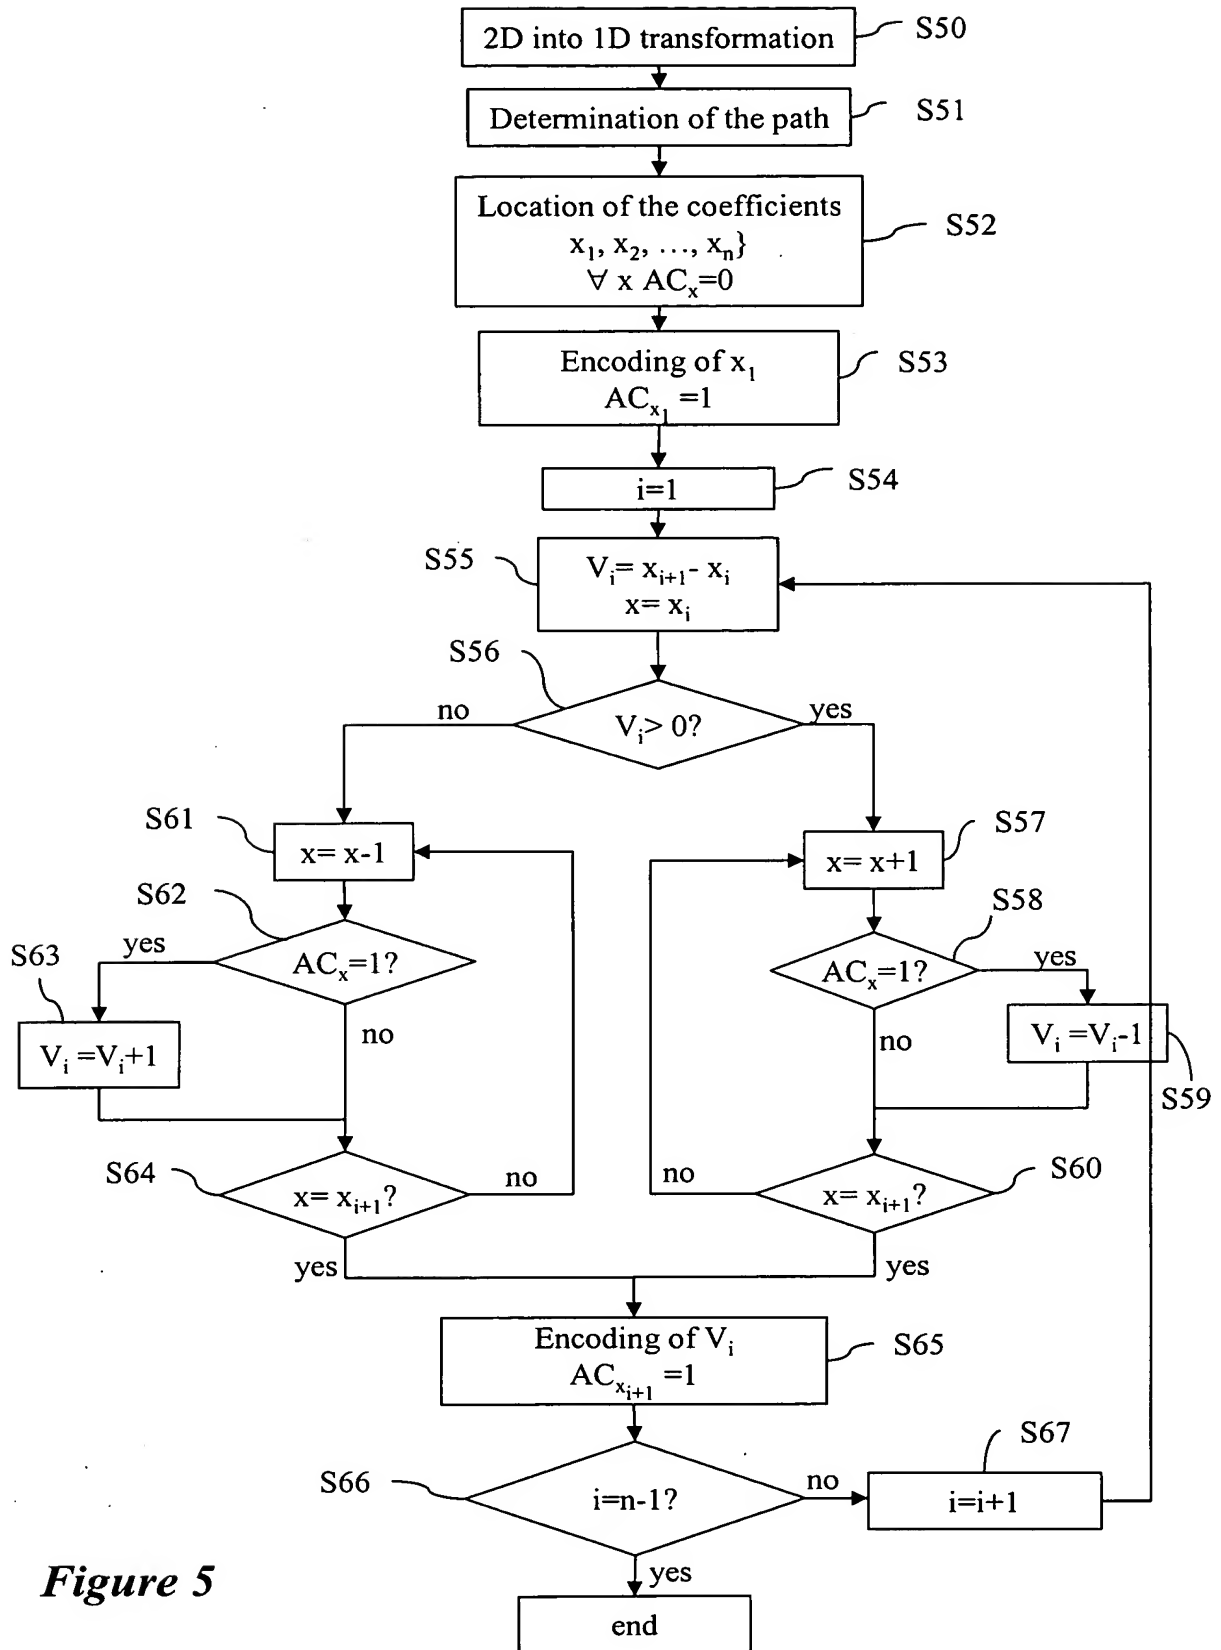 2D into 1D transformation
S50
Determination of the path
S51
Location of the coefficients
x₁, x₂, ..., xₙ}
∀ x ACₓ=0
S52
Encoding of x₁
AC_{x₁} =1
S53
i=1
S54
S55
Vᵢ= xᵢ₊₁- xᵢ
x= xᵢ
S56
no
Vᵢ> 0?
yes
S61
x= x-1
S57
x= x+1
S62
S58
S63
yes
ACₓ=1?
ACₓ=1?
yes
Vᵢ =Vᵢ+1
no
no
Vᵢ =Vᵢ-1
S59
S64
x= xᵢ₊₁?
no
no
x= xᵢ₊₁?
S60
yes
yes
Encoding of Vᵢ
AC_{xᵢ₊₁} =1
S65
S66
i=n-1?
no
S67
i=i+1
yes
end
Figure 5